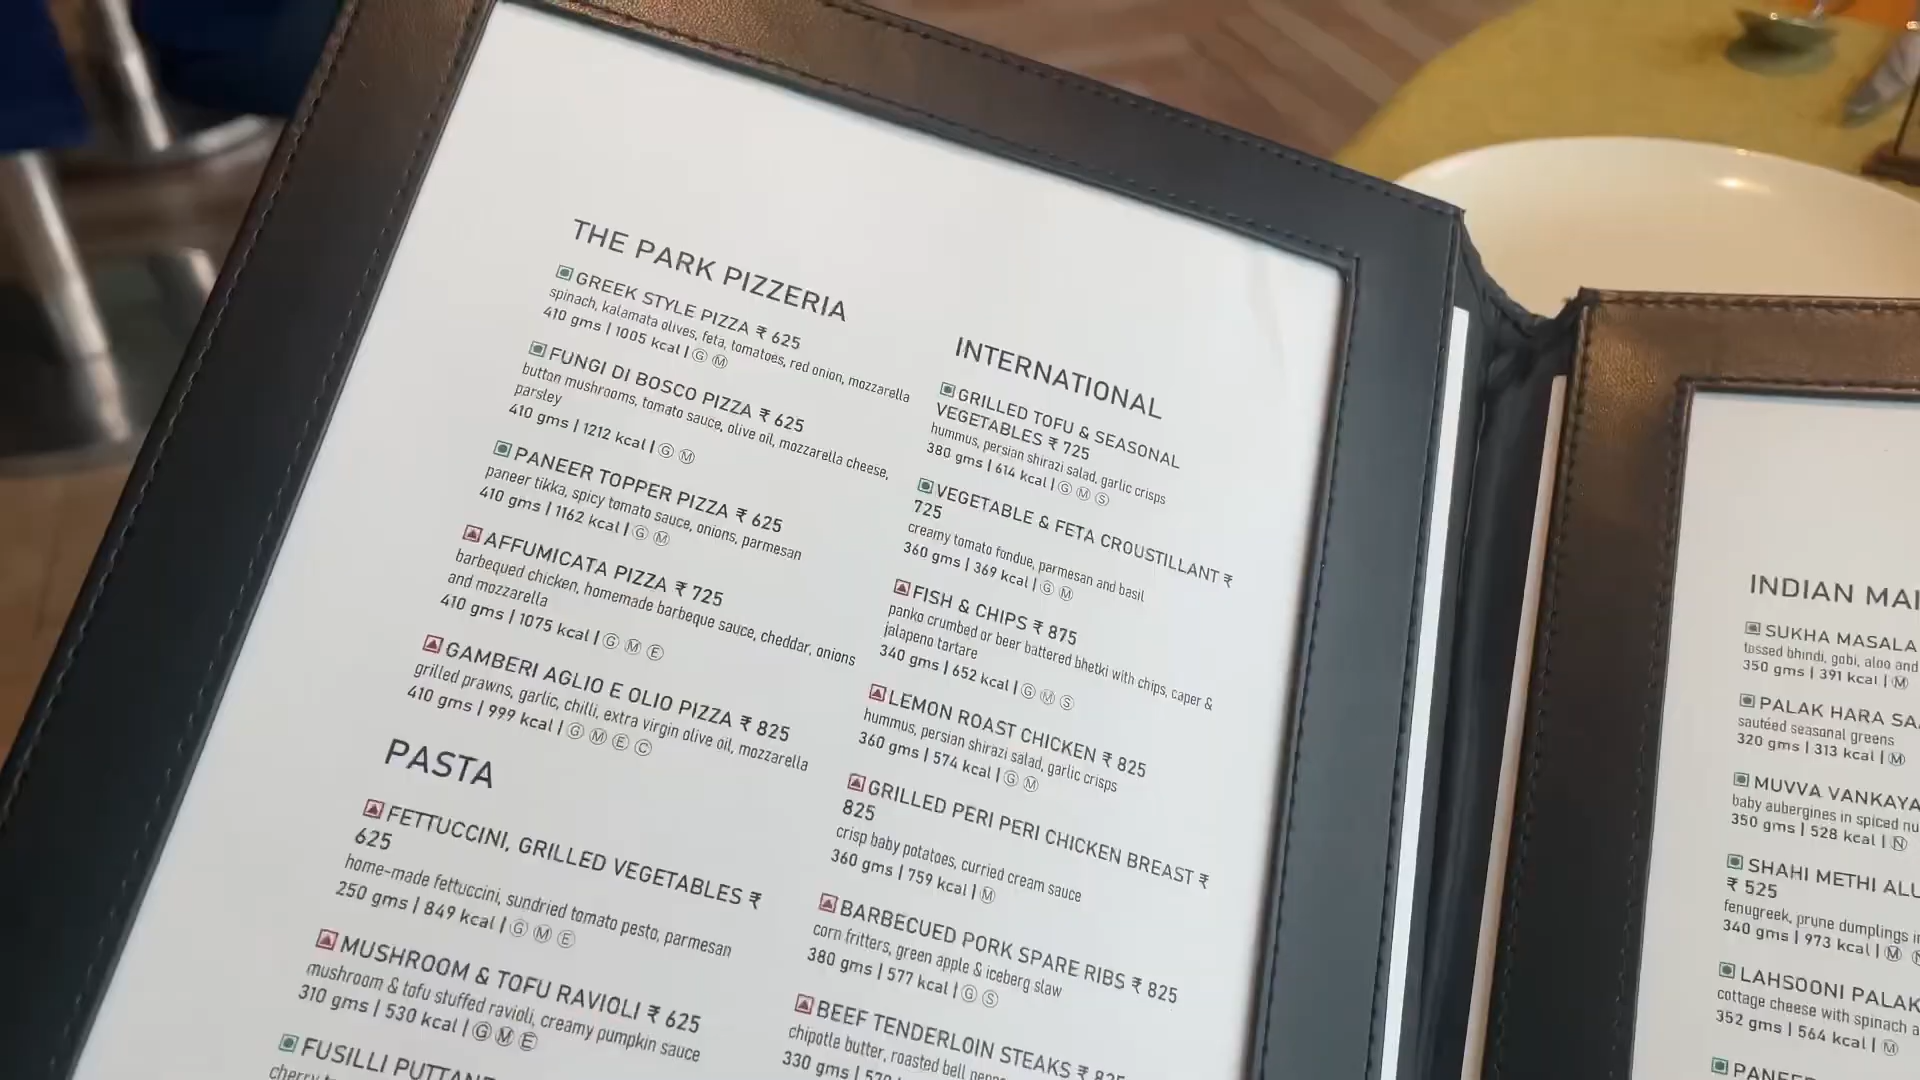 THE PARK PIZZERIA
GREEK STYLE PIZZA ₹ 625
spinach, kalamata olives, feta, tomatoes, red onion, mozzarella
410 gms | 1005 kcal | G M
FUNGI DI BOSCO PIZZA ₹ 625
button mushrooms, tomato sauce, olive oil, mozzarella cheese,
parsley
410 gms | 1212 kcal | G M
PANEER TOPPER PIZZA ₹ 625
paneer tikka, spicy tomato sauce, onions, parmesan
410 gms | 1162 kcal | G M
AFFUMICATA PIZZA ₹ 725
barbequed chicken, homemade barbeque sauce, cheddar, onions
and mozzarella
410 gms | 1075 kcal | G M E
GAMBERI AGLIO E OLIO PIZZA ₹ 825
grilled prawns, garlic, chilli, extra virgin olive oil, mozzarella
410 gms | 999 kcal | G M E C
PASTA
FETTUCCINI, GRILLED VEGETABLES ₹
625
home-made fettuccini, sundried tomato pesto, parmesan
250 gms | 849 kcal | G M E
MUSHROOM & TOFU RAVIOLI ₹ 625
mushroom & tofu stuffed ravioli, creamy pumpkin sauce
310 gms | 530 kcal | G M E
FUSILLI
cherry
INTERNATIONAL
GRILLED TOFU & SEASONAL
VEGETABLES ₹ 725
hummus, persian shirazi salad, garlic crisps
380 gms | 614 kcal | G M S
VEGETABLE & FETA CROUSTILLANT ₹
725
creamy tomato fondue, parmesan and basil
360 gms | 369 kcal | G M
FISH & CHIPS ₹ 875
panko crumbed or beer battered bhetki with chips, caper &
jalapeno tartare
340 gms | 652 kcal | G M S
LEMON ROAST CHICKEN ₹ 825
hummus, persian shirazi salad, garlic crisps
360 gms | 574 kcal | G M
GRILLED PERI PERI CHICKEN BREAST ₹
825
crisp baby potatoes, curried cream sauce
360 gms | 759 kcal | M
BARBECUED PORK SPARE RIBS ₹ 825
corn fritters, green apple & iceberg slaw
380 gms | 577 kcal | G S
BEEF TENDERLOIN STEAKS ₹ 825
chipotle butter, roasted bell
330 gms |
INDIAN MAI
SUKHA MASALA
tossed bhindi, gobi, aloo and
350 gms | 391 kcal | M
PALAK HARA SA
sautéed seasonal greens
320 gms | 313 kcal | M
MUVVA VANKAYA
baby aubergines in spiced nu
350 gms | 528 kcal | N
SHAHI METHI ALU
₹ 525
fenugreek, prune dumplings in
340 gms | 973 kcal | M
LAHSOONI PALAK
cottage cheese with spinach a
352 gms | 564 kcal | M
PANEER